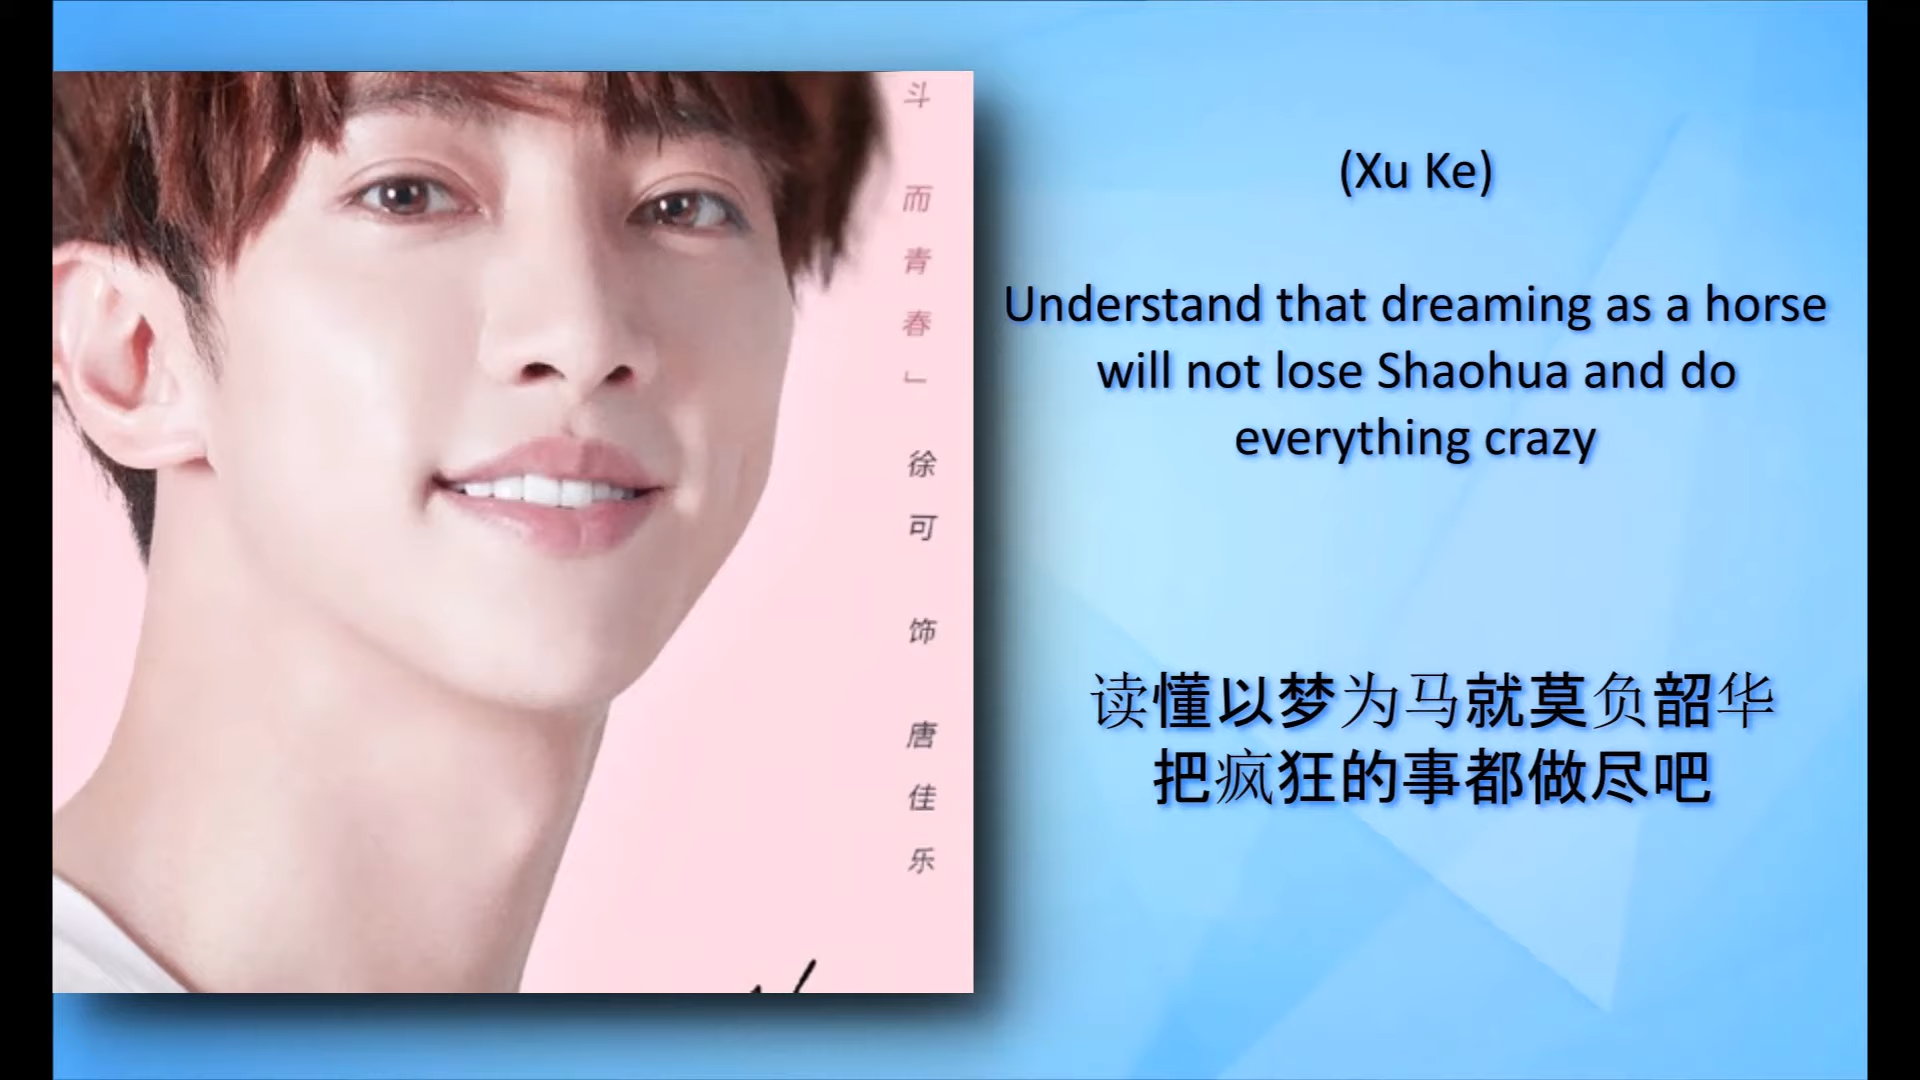 斗 而青春」 徐可 饰 唐佳乐
(Xu Ke)
Understand that dreaming as a horse
will not lose Shaohua and do
everything crazy
读懂以梦为马就莫负韶华
把疯狂的事都做尽吧